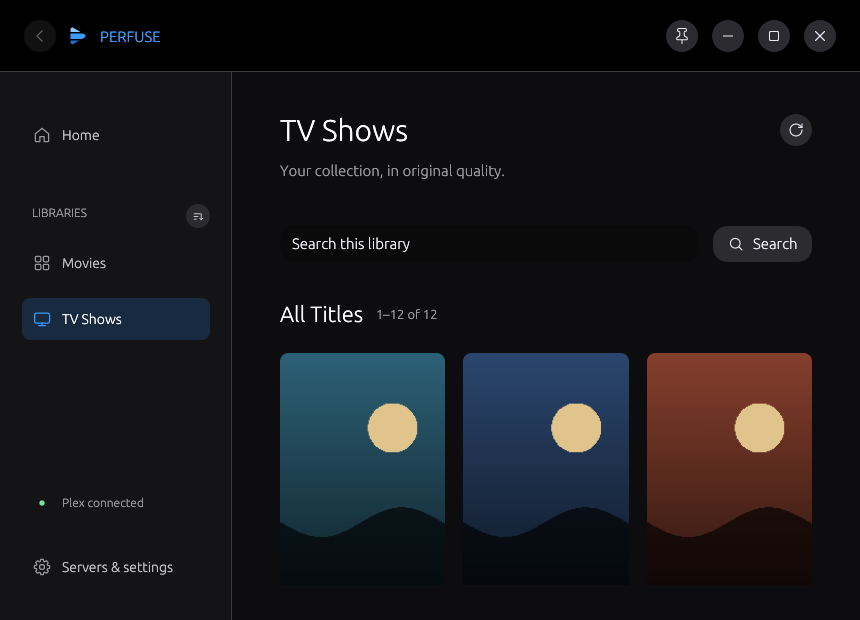 PERFUSE
Home
LIBRARIES
Movies
TV Shows
Plex connected
Servers & settings
TV Shows
Your collection, in original quality.
Search this library
Search
All Titles
1–12 of 12